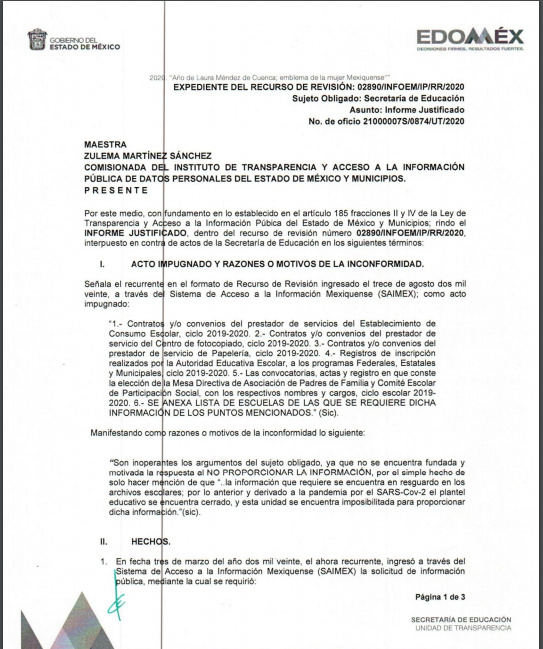 GOBIERNO DEL
ESTADO DE MÉXICO
EDOMÉX
DECISIONES FIRMES, RESULTADOS FUERTES.
2020. "Año de Laura Méndez de Cuenca; emblema de la mujer Mexiquense"
EXPEDIENTE DEL RECURSO DE REVISIÓN: 02890/INFOEM/IP/RR/2020
Sujeto Obligado: Secretaría de Educación
Asunto: Informe Justificado
No. de oficio 21000007S/0874/UT/2020
MAESTRA
ZULEMA MARTÍNEZ SÁNCHEZ
COMISIONADA DEL INSTITUTO DE TRANSPARENCIA Y ACCESO A LA INFORMACIÓN
PÚBLICA DE DATOS PERSONALES DEL ESTADO DE MÉXICO Y MUNICIPIOS.
P R E S E N T E
Por este medio, con fundamento en lo establecido en el artículo 185 fracciones II y IV de la Ley de
Transparencia y Acceso a la Información Púbica del Estado de México y Municipios; rindo el
INFORME JUSTIFICADO, dentro del recurso de revisión número 02890/INFOEM/IP/RR/2020,
interpuesto en contra de actos de la Secretaría de Educación en los siguientes términos:
I. ACTO IMPUGNADO Y RAZONES O MOTIVOS DE LA INCONFORMIDAD.
Señala el recurrente en el formato de Recurso de Revisión ingresado el trece de agosto dos mil
veinte, a través del Sistema de Acceso a la Información Mexiquense (SAIMEX); como acto
impugnado:
"1.- Contratos y/o convenios del prestador de servicios del Establecimiento de
Consumo Escolar, ciclo 2019-2020. 2.- Contratos y/o convenios del prestador de
servicio del Centro de fotocopiado, ciclo 2019-2020. 3.- Contratos y/o convenios del
prestador de servicio de Papelería, ciclo 2019-2020. 4.- Registros de inscripción
realizados por la Autoridad Educativa Escolar, a los programas Federales, Estatales
y Municipales, ciclo 2019-2020. 5.- Las convocatorias, actas y registro en que conste
la elección de la Mesa Directiva de Asociación de Padres de Familia y Comité Escolar
de Participación Social, con los respectivos nombres y cargos, ciclo escolar 2019-
2020. 6.- SE ANEXA LISTA DE ESCUELAS DE LAS QUE SE REQUIERE DICHA
INFORMACIÓN DE LOS PUNTOS MENCIONADOS." (Sic).
Manifestando como razones o motivos de la inconformidad lo siguiente:
"Son inoperantes los argumentos del sujeto obligado, ya que no se encuentra fundada y
motivada la respuesta al NO PROPORCIONAR LA INFORMACIÓN, por el simple hecho de
solo hacer mención de que "..la información que requiere se encuentra en resguardo en los
archivos escolares; por lo anterior y derivado a la pandemia por el SARS-Cov-2 el plantel
educativo se encuentra cerrado, y esta unidad se encuentra imposibilitada para proporcionar
dicha información."(sic).
II. HECHOS.
1. En fecha tres de marzo del año dos mil veinte, el ahora recurrente, ingresó a través del
Sistema de Acceso a la Información Mexiquense (SAIMEX) la solicitud de información
pública, mediante la cual se requirió:
Página 1 de 3
SECRETARÍA DE EDUCACIÓN
UNIDAD DE TRANSPARENCIA